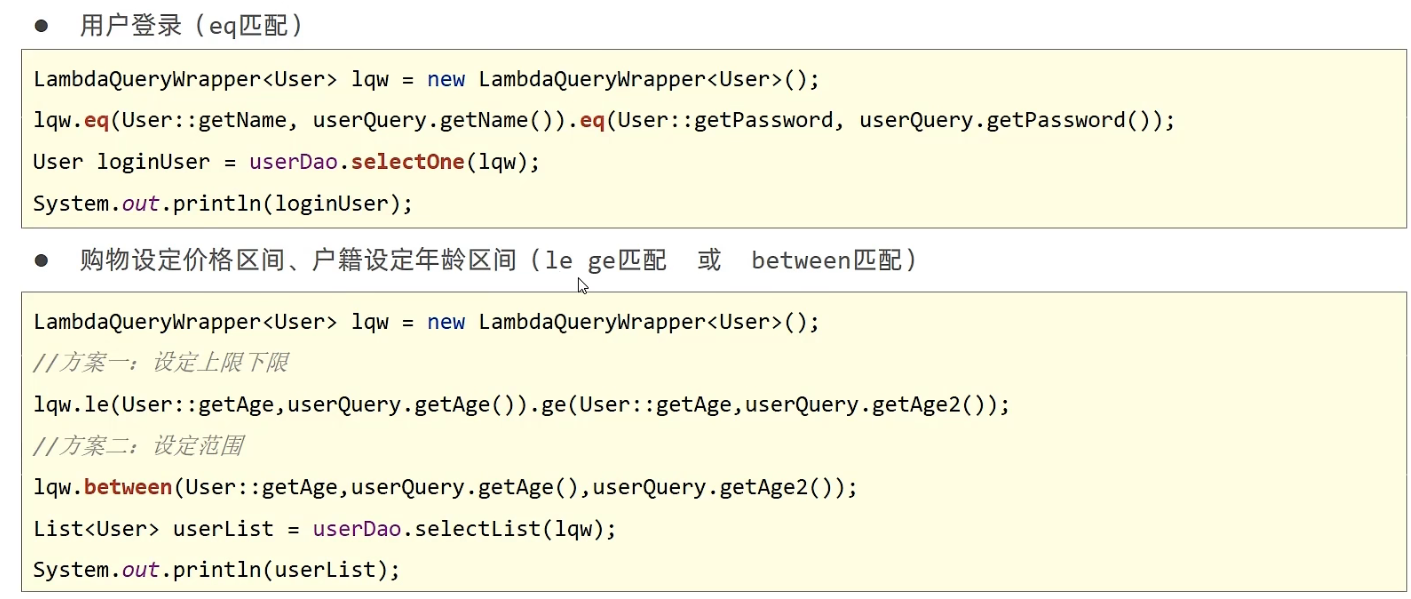 ● 用户登录（eq匹配）
LambdaQueryWrapper<User> lqw = new LambdaQueryWrapper<User>();
lqw.eq(User::getName, userQuery.getName()).eq(User::getPassword, userQuery.getPassword());
User loginUser = userDao.selectOne(lqw);
System.out.println(loginUser);
● 购物设定价格区间、户籍设定年龄区间（le ge匹配 或 between匹配）
LambdaQueryWrapper<User> lqw = new LambdaQueryWrapper<User>();
//方案一：设定上限下限
lqw.le(User::getAge,userQuery.getAge()).ge(User::getAge,userQuery.getAge2());
//方案二：设定范围
lqw.between(User::getAge,userQuery.getAge(),userQuery.getAge2());
List<User> userList = userDao.selectList(lqw);
System.out.println(userList);